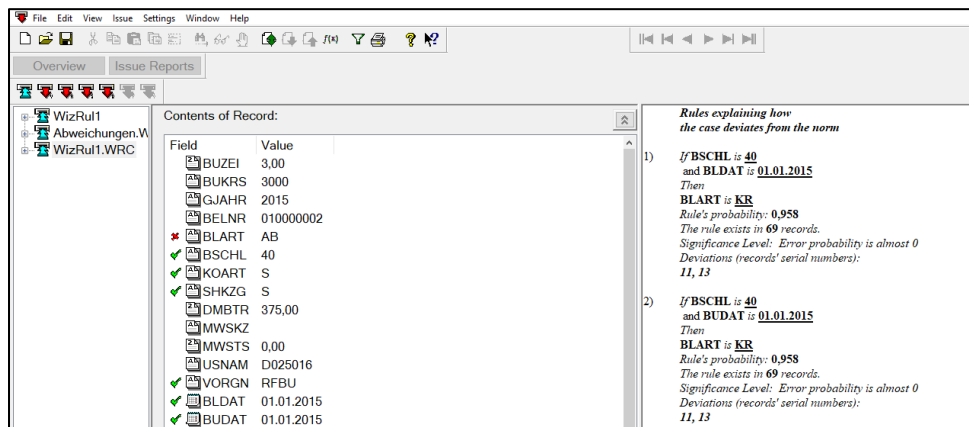 File Edit View Issue Settings Window Help
Overview Issue Reports
WizRul1
Abweichungen.W
WizRul1.WRC
Contents of Record:
Field Value
BUZEI 3,00
BUKRS 3000
GJAHR 2015
BELNR 010000002
BLART AB
BSCHL 40
KOART S
SHKZG S
DMBTR 375,00
MWSKZ
MWSTS 0,00
USNAM D025016
VORGN RFBU
BLDAT 01.01.2015
BUDAT 01.01.2015
Rules explaining how
the case deviates from the norm
1) If BSCHL is 40
and BLDAT is 01.01.2015
Then
BLART is KR
Rule's probability: 0,958
The rule exists in 69 records.
Significance Level: Error probability is almost 0
Deviations (records' serial numbers):
11, 13
2) If BSCHL is 40
and BUDAT is 01.01.2015
Then
BLART is KR
Rule's probability: 0,958
The rule exists in 69 records.
Significance Level: Error probability is almost 0
Deviations (records' serial numbers):
11, 13